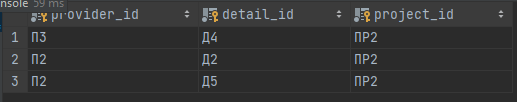 nsole 59 ms
provider_id detail_id project_id
1 П3 Д4 ПР2
2 П2 Д2 ПР2
3 П2 Д5 ПР2